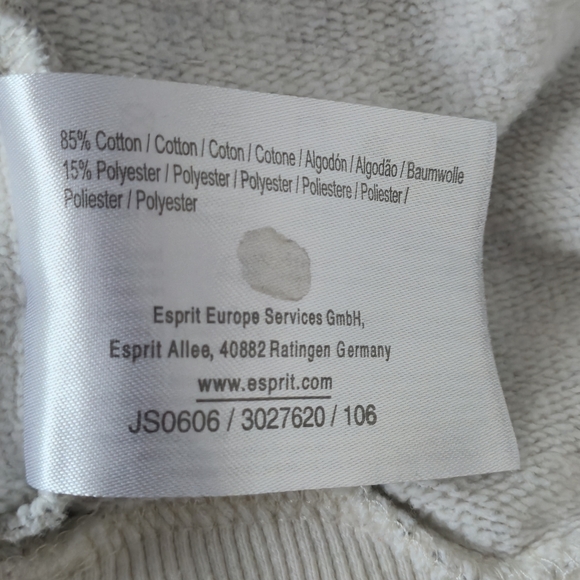 85% Cotton / Cotton / Coton / Cotone / Algodón / Algodão / Baumwolle
15% Polyester / Polyester / Polyester / Poliestere / Poliester /
Poliester / Polyester
Esprit Europe Services GmbH,
Esprit Allee, 40882 Ratingen Germany
www.esprit.com
JS0606 / 3027620 / 106